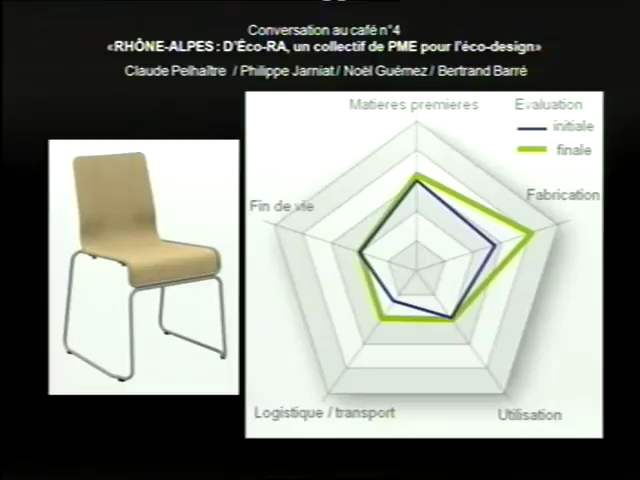 Conversation au café n°4
«RHÔNE-ALPES : D'Éco-RA, un collectif de PME pour l'éco-design»
Claude Pelhaître / Philippe Jarniat / Noël Guémez / Bertrand Barré
Matieres premieres
Evaluation
initiale
finale
Fabrication
Fin de vie
Logistique / transport
Utilisation